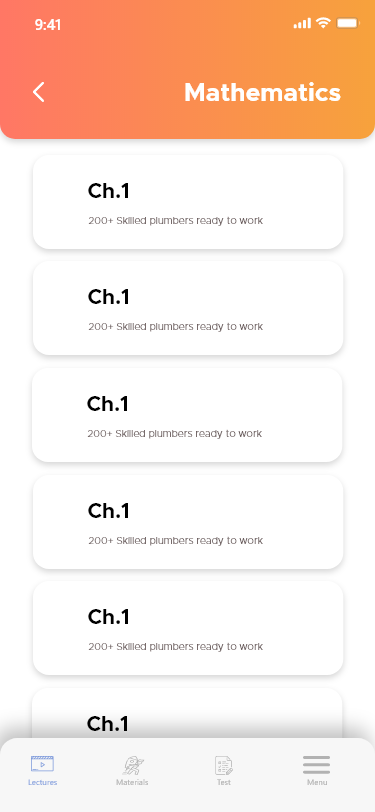 9:41
Mathematics
Ch.1
200+ Skilled plumbers ready to work
Ch.1
200+ Skilled plumbers ready to work
Ch.1
200+ Skilled plumbers ready to work
Ch.1
200+ Skilled plumbers ready to work
Ch.1
200+ Skilled plumbers ready to work
Ch.1
Lectures Materials Test Menu